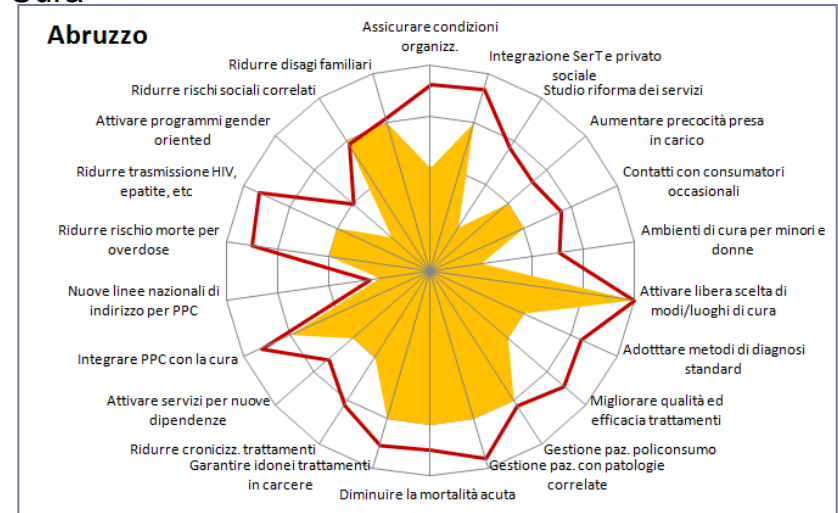 Cura
Abruzzo
Assicurare condizioni
organizz.
Integrazione SerT e privato
sociale
Studio riforma dei servizi
Aumentare precocità presa
in carico
Contatti con consumatori
occasionali
Ambienti di cura per minori e
donne
Attivare libera scelta di
modi/luoghi di cura
Adotttare metodi di diagnosi
standard
Migliorare qualità ed
efficacia trattamenti
Gestione paz. policonsumo
Gestione paz. con patologie
correlate
Diminuire la mortalità acuta
Garantire idonei trattamenti
in carcere
Ridurre cronicizz. trattamenti
Attivare servizi per nuove
dipendenze
Integrare PPC con la cura
Nuove linee nazionali di
indirizzo per PPC
Ridurre rischio morte per
overdose
Ridurre trasmissione HIV,
epatite, etc
Attivare programmi gender
oriented
Ridurre rischi sociali correlati
Ridurre disagi familiari